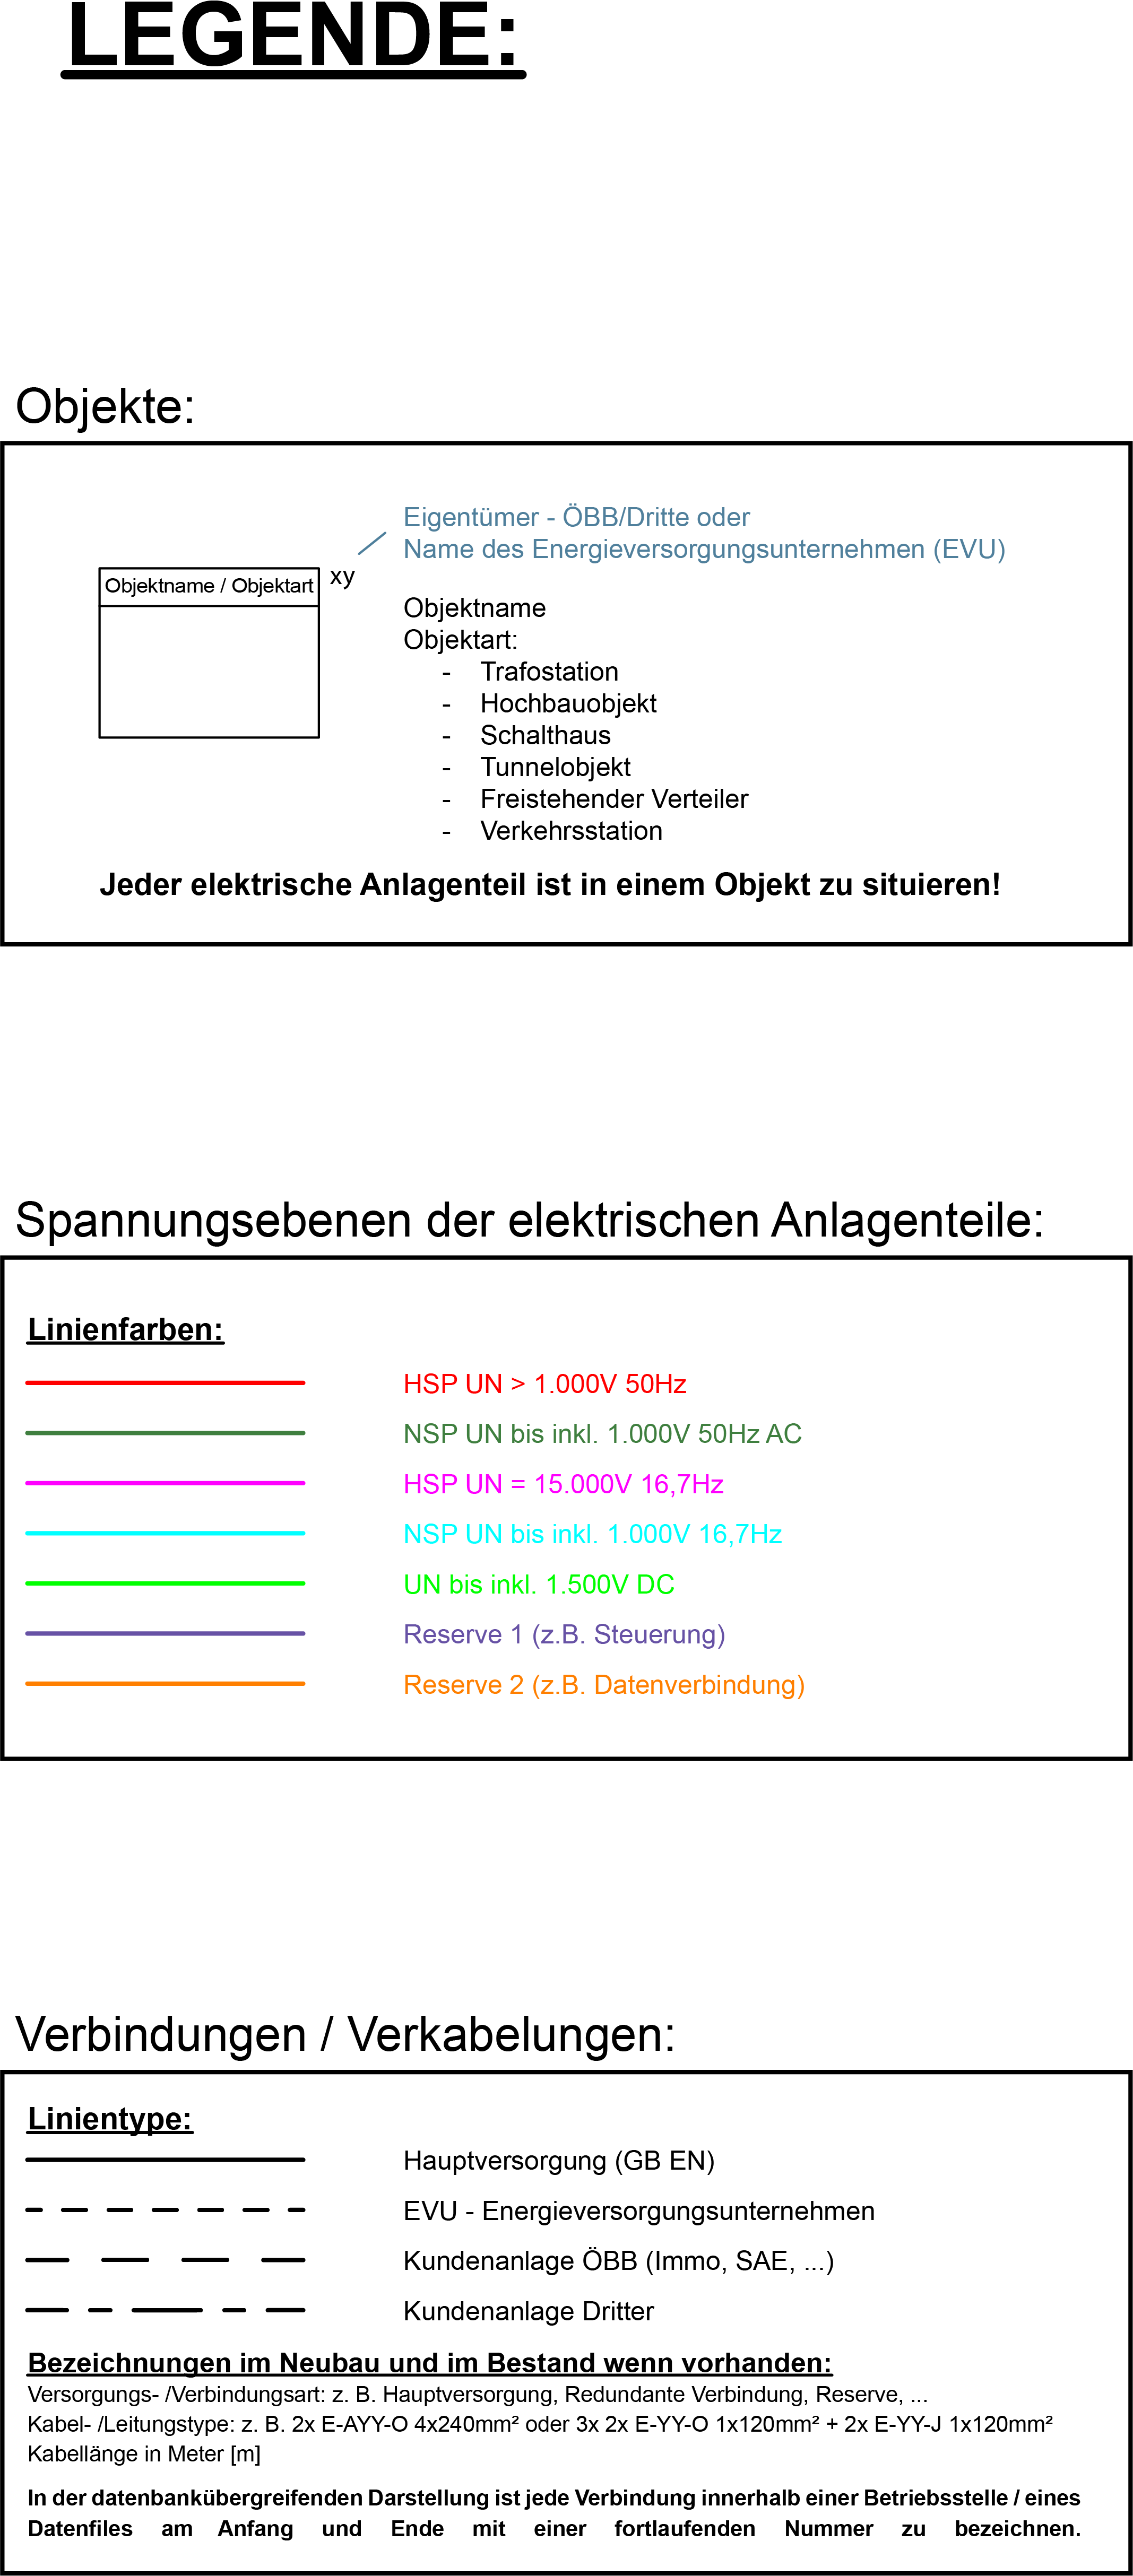 LEGENDE:
Objekte:
Eigentümer - ÖBB/Dritte oder
Name des Energieversorgungsunternehmen (EVU)
xy
Objektname / Objektart
Objektname
Objektart:
- Trafostation
- Hochbauobjekt
- Schalthaus
- Tunnelobjekt
- Freistehender Verteiler
- Verkehrsstation
Jeder elektrische Anlagenteil ist in einem Objekt zu situieren!
Spannungsebenen der elektrischen Anlagenteile:
Linienfarben:
HSP UN > 1.000V 50Hz
NSP UN bis inkl. 1.000V 50Hz AC
HSP UN = 15.000V 16,7Hz
NSP UN bis inkl. 1.000V 16,7Hz
UN bis inkl. 1.500V DC
Reserve 1 (z.B. Steuerung)
Reserve 2 (z.B. Datenverbindung)
Verbindungen / Verkabelungen:
Linientype:
Hauptversorgung (GB EN)
EVU - Energieversorgungsunternehmen
Kundenanlage ÖBB (Immo, SAE, ...)
Kundenanlage Dritter
Bezeichnungen im Neubau und im Bestand wenn vorhanden:
Versorgungs- /Verbindungsart: z. B. Hauptversorgung, Redundante Verbindung, Reserve, ...
Kabel- /Leitungstype: z. B. 2x E-AYY-O 4x240mm² oder 3x 2x E-YY-O 1x120mm² + 2x E-YY-J 1x120mm²
Kabellänge in Meter [m]
In der datenbankübergreifenden Darstellung ist jede Verbindung innerhalb einer Betriebsstelle / eines
Datenfiles am Anfang und Ende mit einer fortlaufenden Nummer zu bezeichnen.